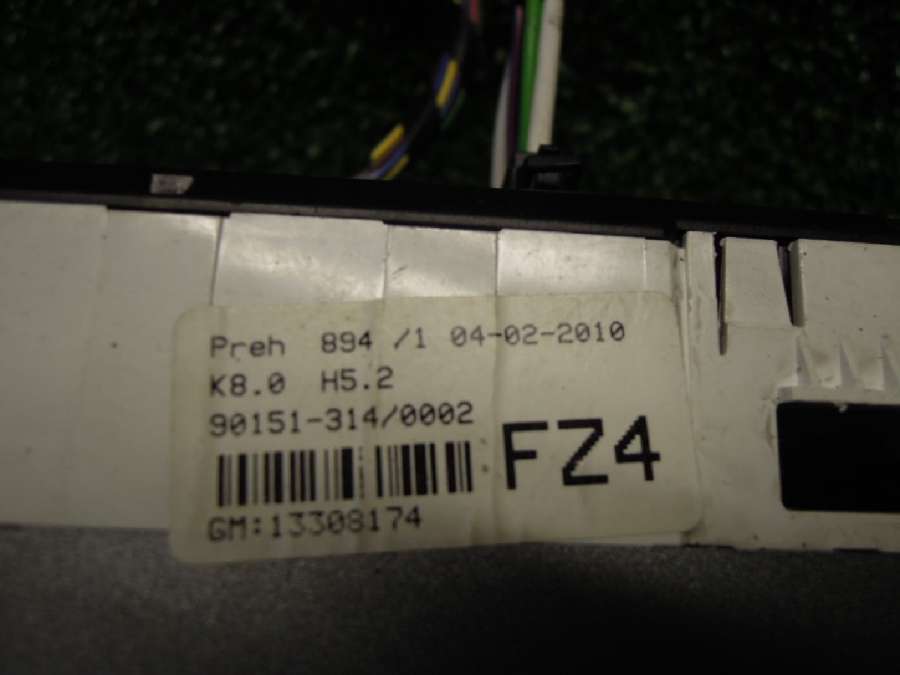 Preh 894 /1 04-02-2010
K8.0 H5.2
90151-314/0002
FZ4
GM:13308174